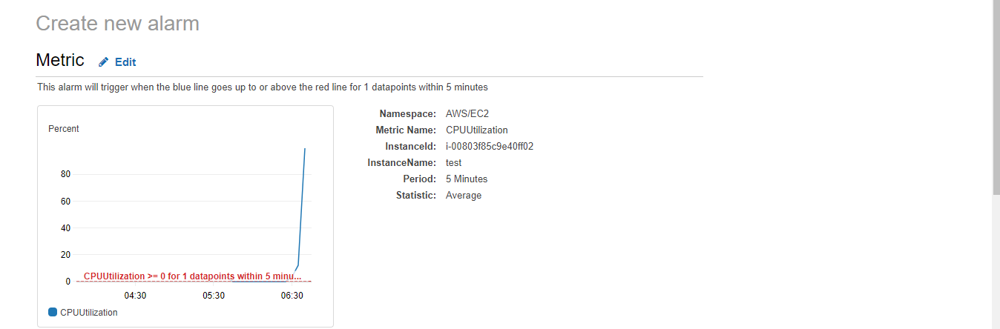 Create new alarm
Metric Edit
This alarm will trigger when the blue line goes up to or above the red line for 1 datapoints within 5 minutes
Percent
80
60
40
20
0
CPUUtilization >= 0 for 1 datapoints within 5 minu...
04:30 05:30 06:30
CPUUtilization
Namespace: AWS/EC2
Metric Name: CPUUtilization
InstanceId: i-00803f85c9e40ff02
InstanceName: test
Period: 5 Minutes
Statistic: Average